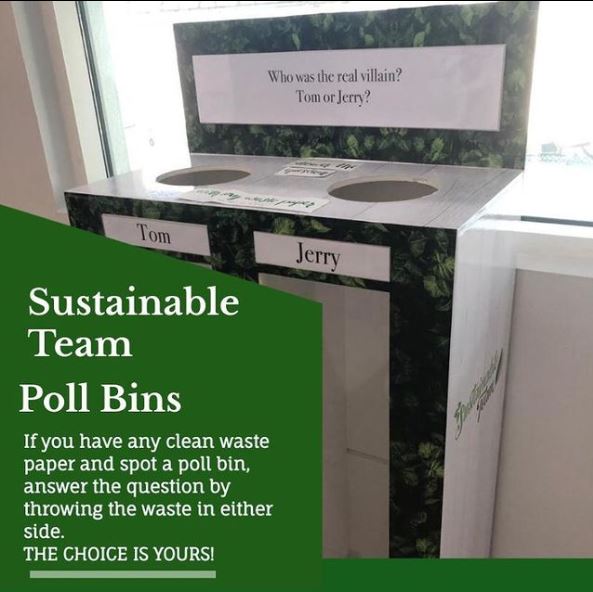 Who was the real villain?
Tom or Jerry?
Tom
Jerry
Sustainable
Team
Sustainable
Team
Poll Bins
If you have any clean waste
paper and spot a poll bin,
answer the question by
throwing the waste in either
side.
THE CHOICE IS YOURS!